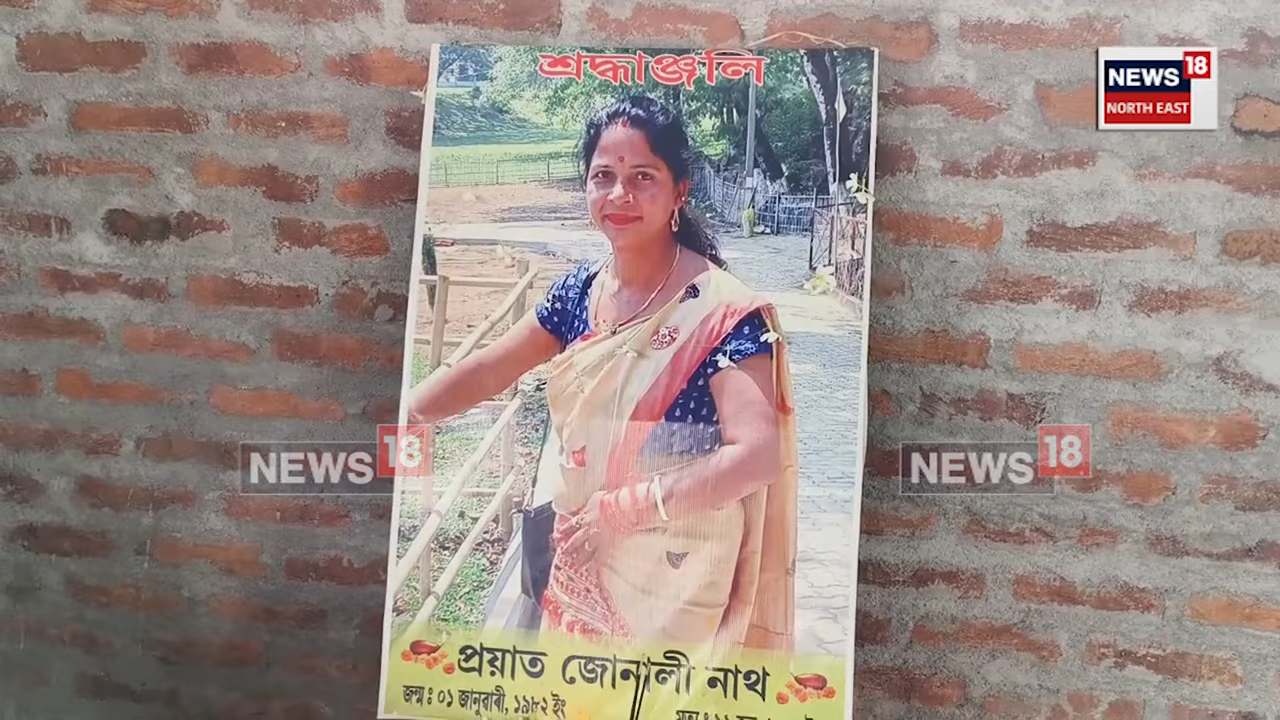 শ্ৰদ্ধাঞ্জলি
NEWS 18
NORTH EAST
NEWS 18
NEWS 18
প্ৰয়াত জোনালী নাথ
জন্ম : ০১ জানুৱাৰী, ১৯৮২ ইং